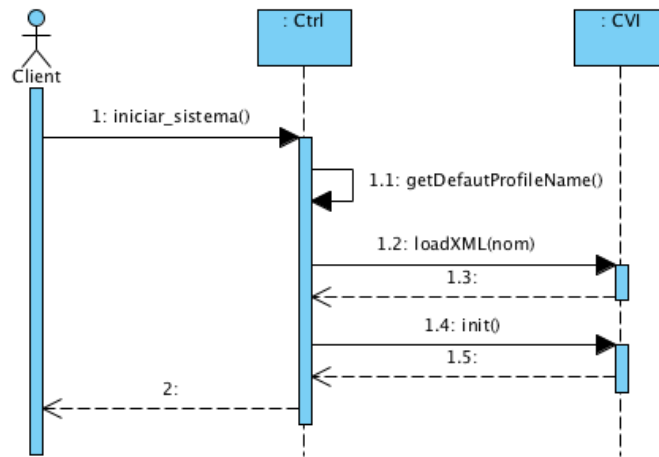 : Ctrl
: CVI
Client
1: iniciar_sistema()
1.1: getDefautProfileName()
1.2: loadXML(nom)
1.3:
1.4: init()
1.5:
2: